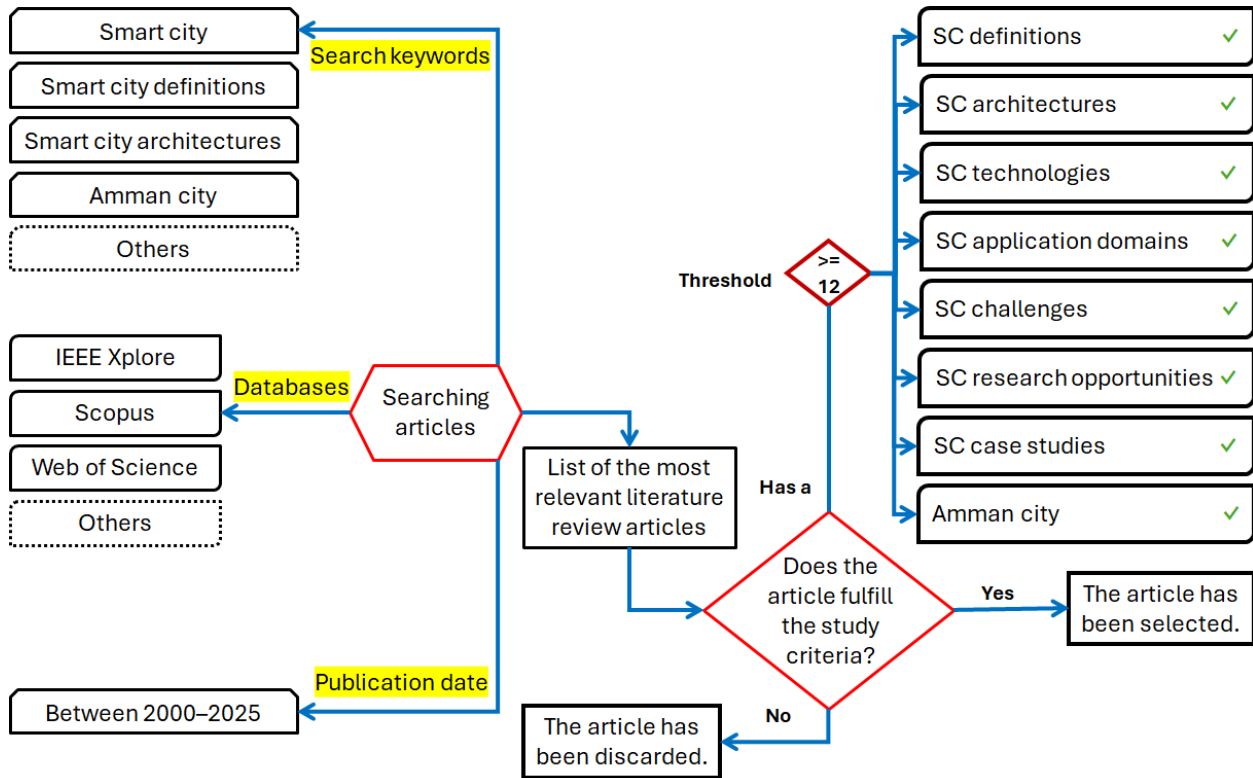 Smart city
Search keywords
Smart city definitions
Smart city architectures
Amman city
Others
IEEE Xplore
Databases
Scopus
Web of Science
Others
Searching
articles
Publication date
Between 2000–2025
List of the most
relevant literature
review articles
Threshold
>=
12
Has a
SC definitions
SC architectures
SC technologies
SC application domains
SC challenges
SC research opportunities
SC case studies
Amman city
Does the
article fulfill
the study
criteria?
Yes
The article has
been selected.
No
The article has
been discarded.